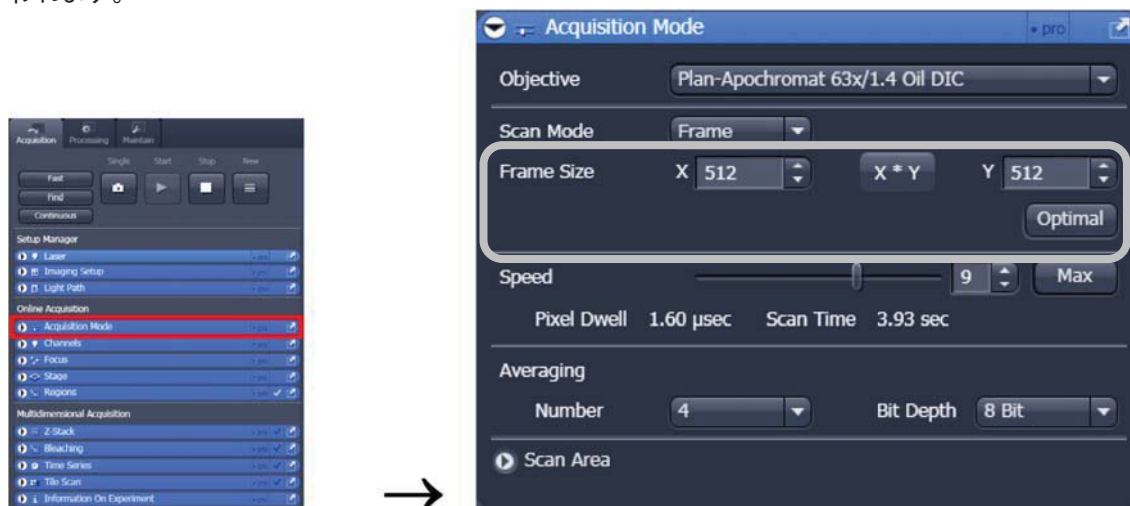 Acquisition Processing Maintain
Single Start Stop New
Fast
Find
Continuous
Setup Manager
Laser
Imaging Setup
Light Path
Online Acquisition
Acquisition Mode
Channels
Focus
Stage
Regions
Multidimensional Acquisition
Z-Stack
Bleaching
Time Series
Tile Scan
Information On Experiment
→
Acquisition Mode • pro
Objective Plan-Apochromat 63x/1.4 Oil DIC
Scan Mode Frame
Frame Size X 512 X * Y Y 512
Optimal
Speed 9 Max
Pixel Dwell 1.60 µsec Scan Time 3.93 sec
Averaging
Number 4 Bit Depth 8 Bit
Scan Area